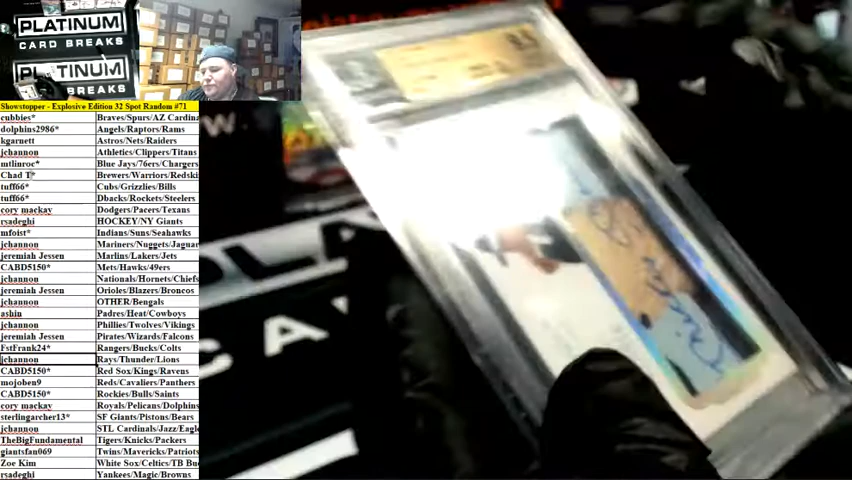 PLATINUM
CARD BREAKS
PLATINUM
BREAKS
Showstopper - Explosive Edition 32 Spot Random #71
cubbies* Braves/Spurs/AZ Cardina
dolphins2986* Angels/Raptors/Rams
kgarnett Astros/Nets/Raiders
jchannon Athletics/Clippers/Titans
mtlinroc* Blue Jays/76ers/Chargers
Chad T* Brewers/Warriors/Redski
tuff66* Cubs/Grizzlies/Bills
tuff66* Dbacks/Rockets/Steelers
cory mackay Dodgers/Pacers/Texans
rsadeghi HOCKEY/NY Giants
mfoist* Indians/Suns/Seahawks
jchannon Mariners/Nuggets/Jaguar
jeremiah Jessen Marlins/Lakers/Jets
CABD5150* Mets/Hawks/49ers
jchannon Nationals/Hornets/Chiefs
jeremiah Jessen Orioles/Blazers/Broncos
jchannon OTHER/Bengals
ashin Padres/Heat/Cowboys
jchannon Phillies/Twolves/Vikings
jeremiah Jessen Pirates/Wizards/Falcons
FstFrank24* Rangers/Bucks/Colts
jchannon Rays/Thunder/Lions
CABD5150* Red Sox/Kings/Ravens
mojoben9 Reds/Cavaliers/Panthers
CABD5150* Rockies/Bulls/Saints
cory mackay Royals/Pelicans/Dolphins
sterlingarcher13* SF Giants/Pistons/Bears
jchannon STL Cardinals/Jazz/Eagle
TheBigFundamental Tigers/Knicks/Packers
giantsfan069 Twins/Mavericks/Patriots
Zoe Kim White Sox/Celtics/TB Bu
rsadeghi Yankees/Magic/Browns